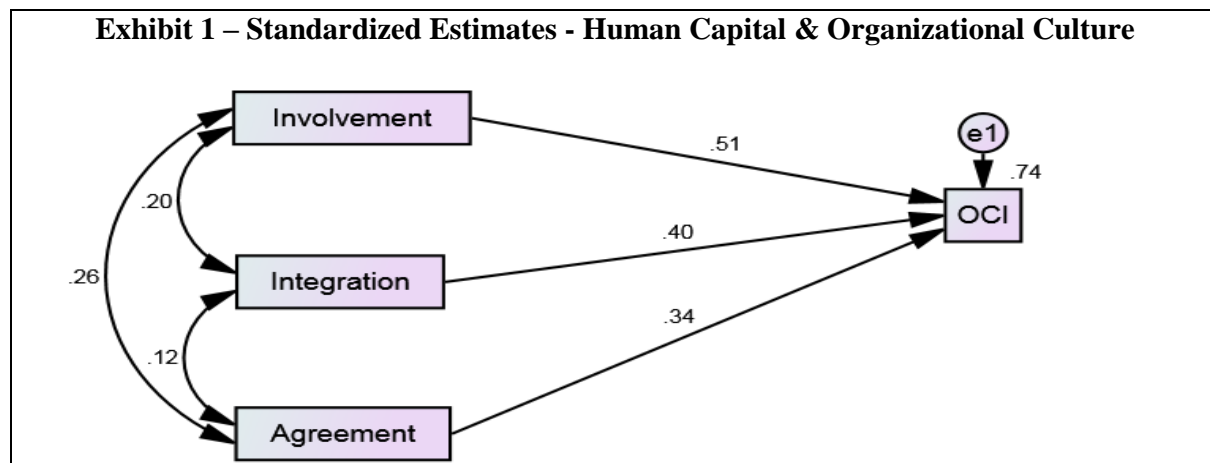 Exhibit 1 – Standardized Estimates - Human Capital & Organizational Culture
Involvement
e1
.51
.74
.20
OCI
.40
Integration
.26
.34
.12
Agreement